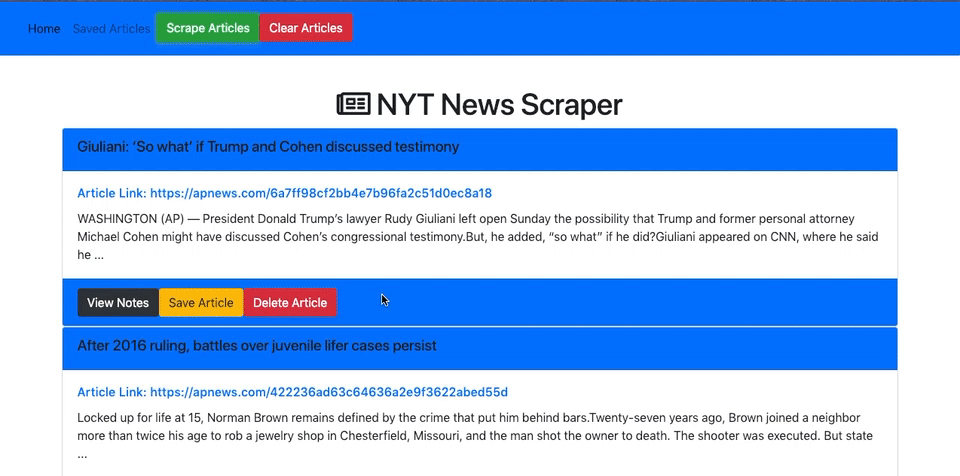 Home Saved Articles Scrape Articles Clear Articles
NYT News Scraper
Giuliani: ‘So what’ if Trump and Cohen discussed testimony
Article Link: https://apnews.com/6a7ff98cf2bb4e7b96fa2c51d0ec8a18
WASHINGTON (AP) — President Donald Trump’s lawyer Rudy Giuliani left open Sunday the possibility that Trump and former personal attorney
Michael Cohen might have discussed Cohen’s congressional testimony.But, he added, “so what” if he did?Giuliani appeared on CNN, where he said
he ...
View Notes Save Article Delete Article
After 2016 ruling, battles over juvenile lifer cases persist
Article Link: https://apnews.com/422236ad63c64636a2e9f3622abed55d
Locked up for life at 15, Norman Brown remains defined by the crime that put him behind bars.Twenty-seven years ago, Brown joined a neighbor
more than twice his age to rob a jewelry shop in Chesterfield, Missouri, and the man shot the owner to death. The shooter was executed. But state
...